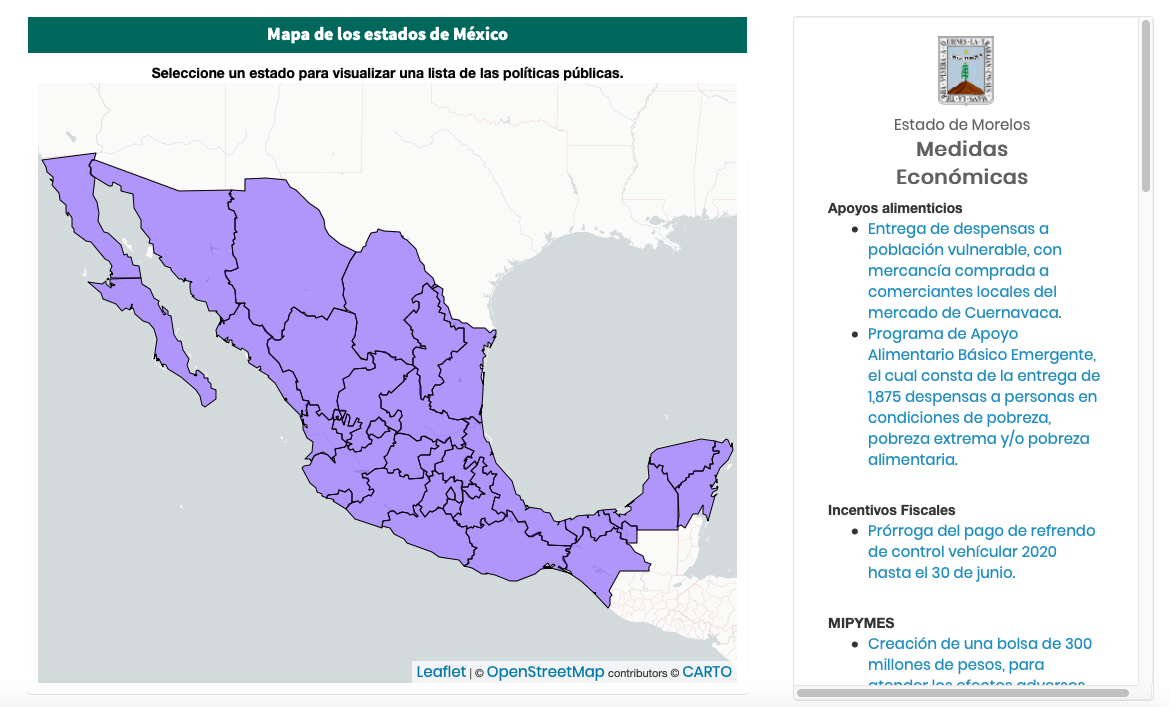 Mapa de los estados de México
Seleccione un estado para visualizar una lista de las políticas públicas.
Leaflet | © OpenStreetMap contributors © CARTO
Estado de Morelos
Medidas
Económicas
Apoyos alimenticios
Entrega de despensas a
población vulnerable, con
mercancía comprada a
comerciantes locales del
mercado de Cuernavaca.
Programa de Apoyo
Alimentario Básico Emergente,
el cual consta de la entrega de
1,875 despensas a personas en
condiciones de pobreza,
pobreza extrema y/o pobreza
alimentaria.
Incentivos Fiscales
Prórroga del pago de refrendo
de control vehícular 2020
hasta el 30 de junio.
MIPYMES
Creación de una bolsa de 300
millones de pesos, para
atender los efectos adversos